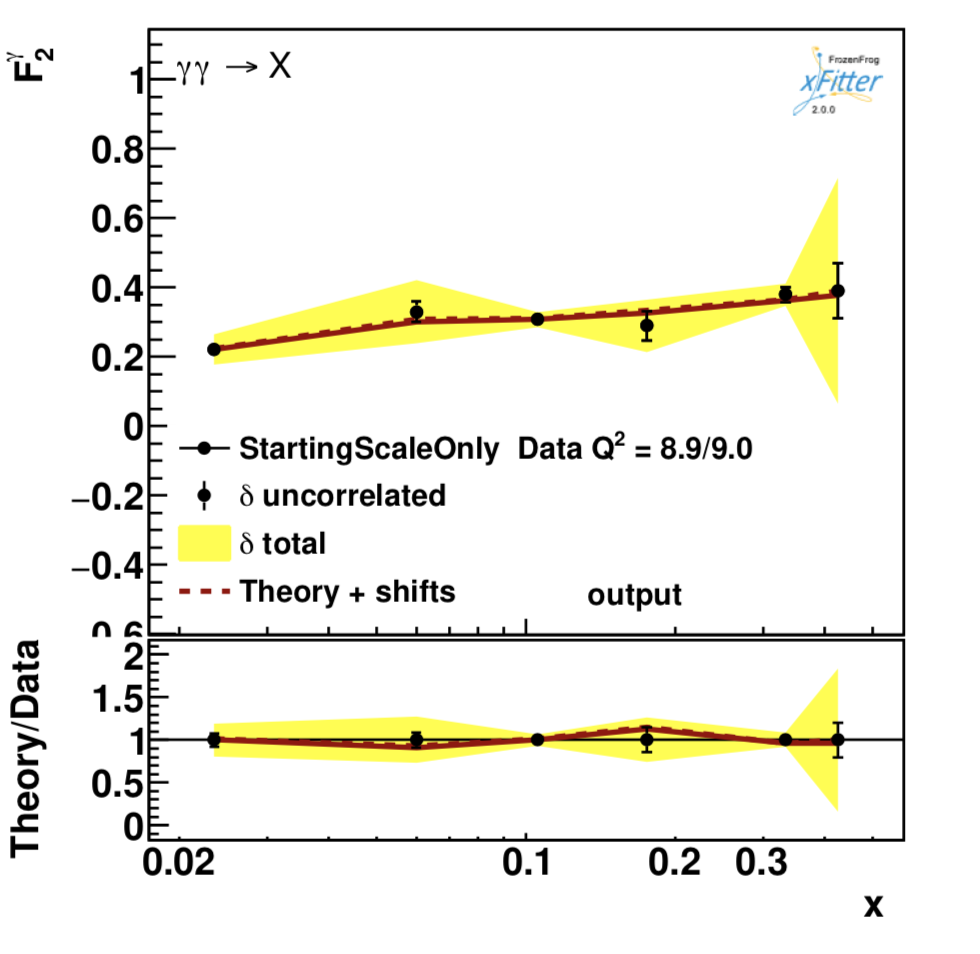 F₂^γ
γγ → X
FrozenFrog
xFitter
2.0.0
1
0.8
0.6
0.4
0.2
0
−0.2
−0.4
StartingScaleOnly Data Q² = 8.9/9.0
δ uncorrelated
δ total
Theory + shifts
output
Theory/Data
2
1.5
1
0.5
0
0.02 0.1 0.2 0.3
x